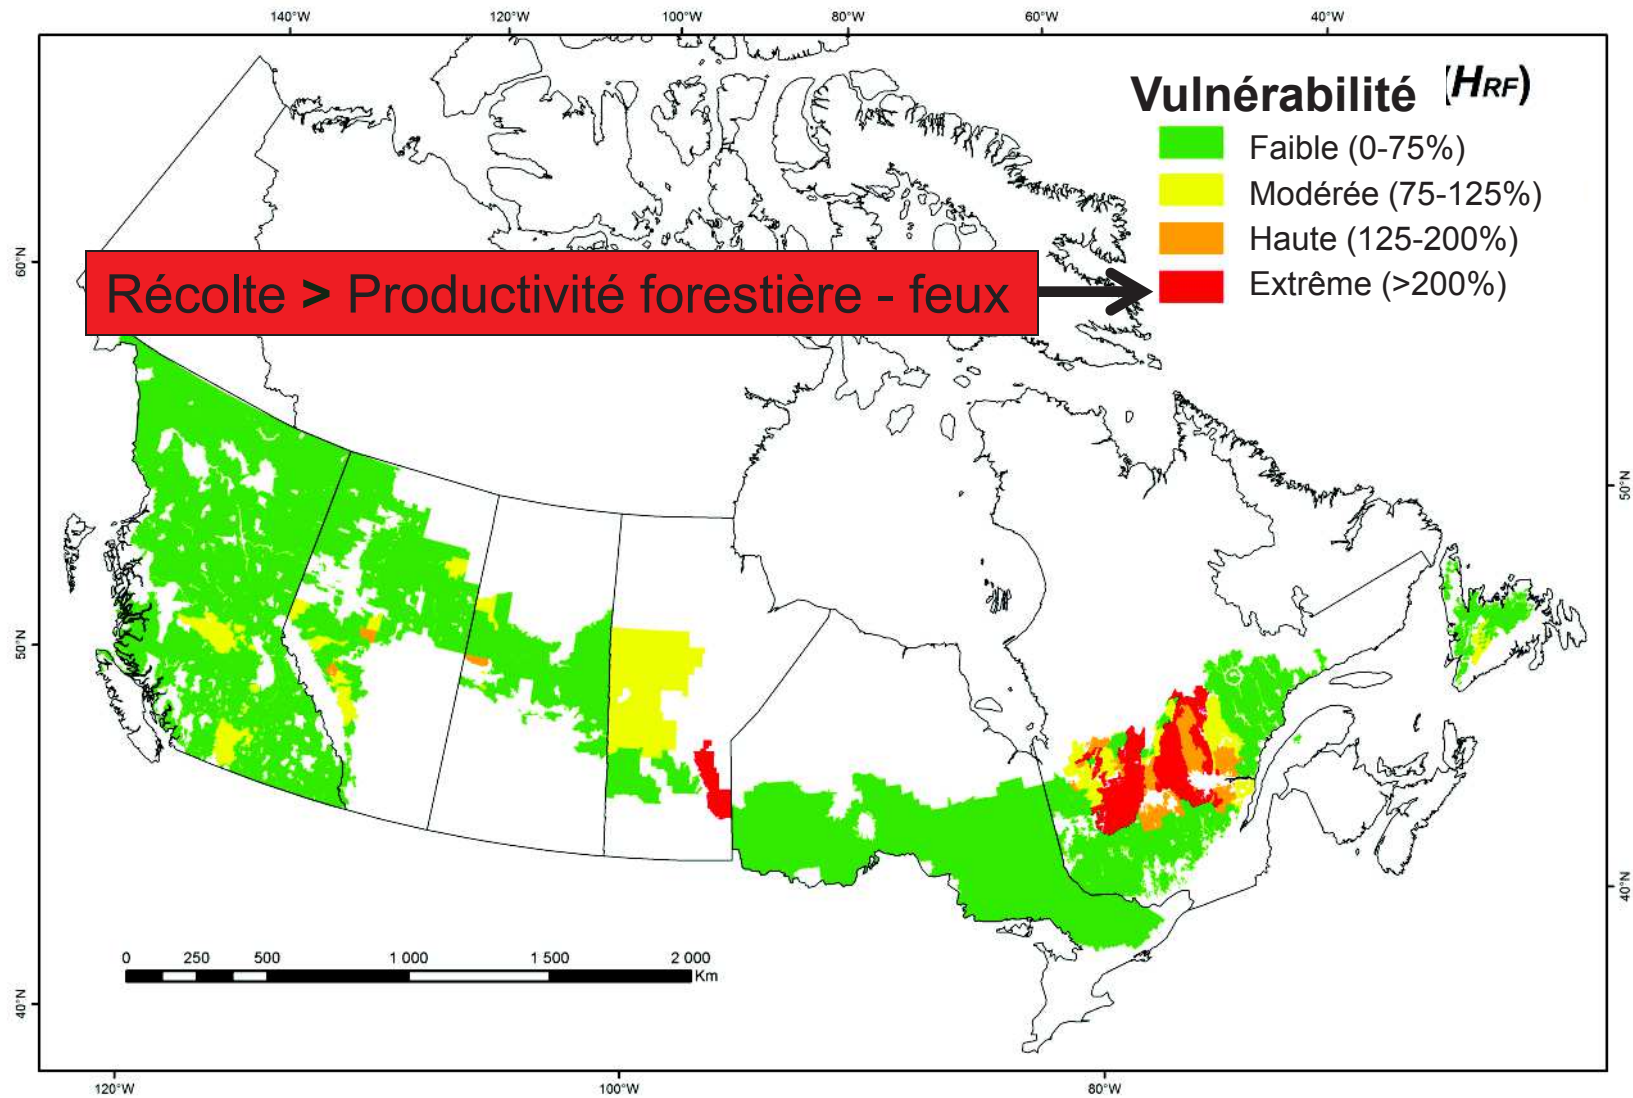 140°W
120°W
100°W
80°W
60°W
40°W
Vulnérabilité (HRF)
Faible (0-75%)
Modérée (75-125%)
Haute (125-200%)
Extrême (>200%)
60°N
Récolte > Productivité forestière - feux
50°N
50°N
40°N
40°N
0
250
500
1 000
1 500
2 000
Km
120°W
100°W
80°W